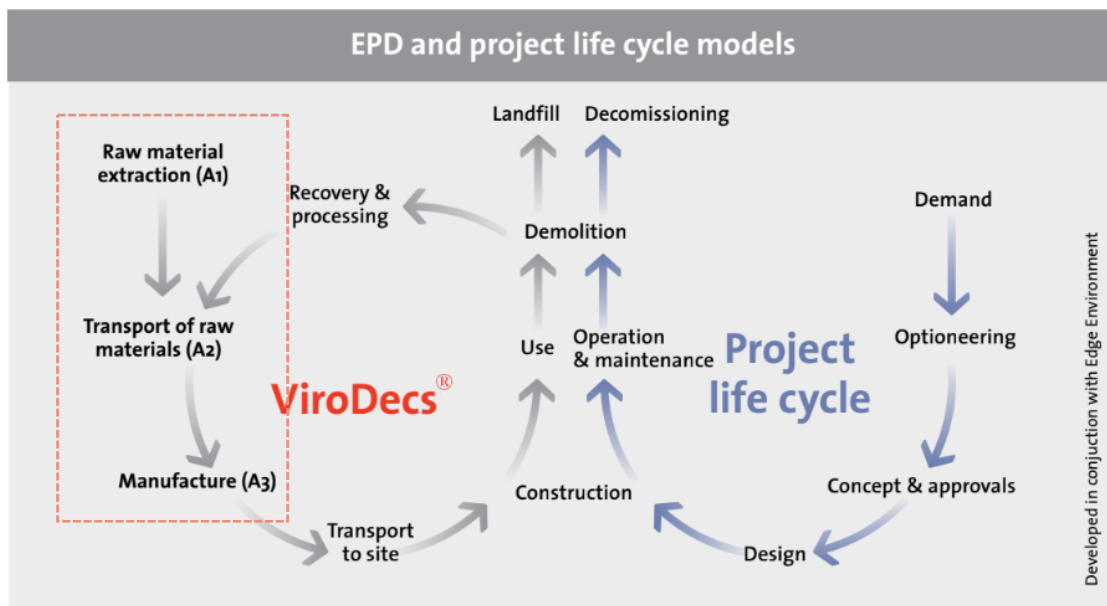 EPD and project life cycle models
Landfill
Decomissioning
Raw material
extraction (A1)
Recovery &
processing
Demolition
Demand
Transport of raw
materials (A2)
Use
Operation
& maintenance
Project
life cycle
Optioneering
ViroDecs®
Manufacture (A3)
Construction
Concept & approvals
Transport
to site
Design
Developed in conjuction with Edge Environment